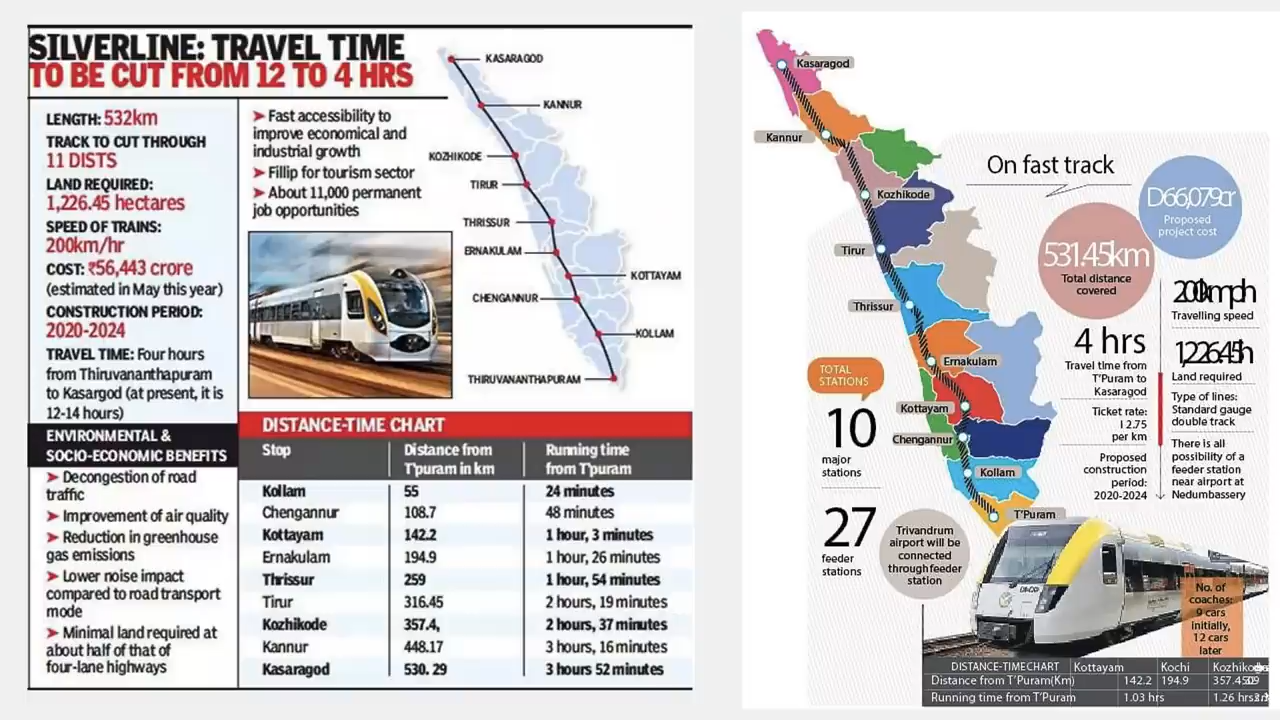 SILVERLINE: TRAVEL TIME
TO BE CUT FROM 12 TO 4 HRS
LENGTH: 532km
TRACK TO CUT THROUGH
11 DISTS
LAND REQUIRED:
1,226.45 hectares
SPEED OF TRAINS:
200km/hr
COST: ₹56,443 crore
(estimated in May this year)
CONSTRUCTION PERIOD:
2020-2024
TRAVEL TIME: Four hours
from Thiruvananthapuram
to Kasargod (at present, it is
12-14 hours)
ENVIRONMENTAL &
SOCIO-ECONOMIC BENEFITS
➤ Decongestion of road
traffic
➤ Improvement of air quality
➤ Reduction in greenhouse
gas emissions
➤ Lower noise impact
compared to road transport
mode
➤ Minimal land required at
about half of that of
four-lane highways
➤ Fast accessibility to
improve economical and
industrial growth
➤ Fillip for tourism sector
➤ About 11,000 permanent
job opportunities
KASARAGOD
KANNUR
KOZHIKODE
TIRUR
THRISSUR
ERNAKULAM
KOTTAYAM
CHENGANNUR
KOLLAM
THIRUVANANTHAPURAM
DISTANCE-TIME CHART
Stop Distance from Running time
T'puram in km from T'puram
Kollam 55 24 minutes
Chengannur 108.7 48 minutes
Kottayam 142.2 1 hour, 3 minutes
Ernakulam 194.9 1 hour, 26 minutes
Thrissur 259 1 hour, 54 minutes
Tirur 316.45 2 hours, 19 minutes
Kozhikode 357.4, 2 hours, 37 minutes
Kannur 448.17 3 hours, 16 minutes
Kasaragod 530. 29 3 hours 52 minutes
Kasaragod
Kannur
Kozhikode
Tirur
Thrissur
Ernakulam
Kottayam
Chengannur
Kollam
T'Puram
On fast track
D66,079cr
Proposed
project cost
531.45km
Total distance
covered
200kmph
Travelling speed
4 hrs
Travel time from
T'Puram to
Kasaragod
1,226.45h
Land required
Ticket rate:
I 2.75
per km
Type of lines:
Standard gauge
double track
Proposed
construction
period:
2020-2024
There is all
possibility of a
feeder station
near airport at
Nedumbassery
TOTAL
STATIONS
10
major
stations
27
feeder
stations
Trivandrum
airport will be
connected
through feeder
station
No. of
coaches:
9 cars
initially,
12 cars
later
DISTANCE-TIME CHART Kottayam Kochi
Distance from T'Puram(Km) 142.2 194.9
Running time from T'Puram 1.03 hrs 1.26 hrs